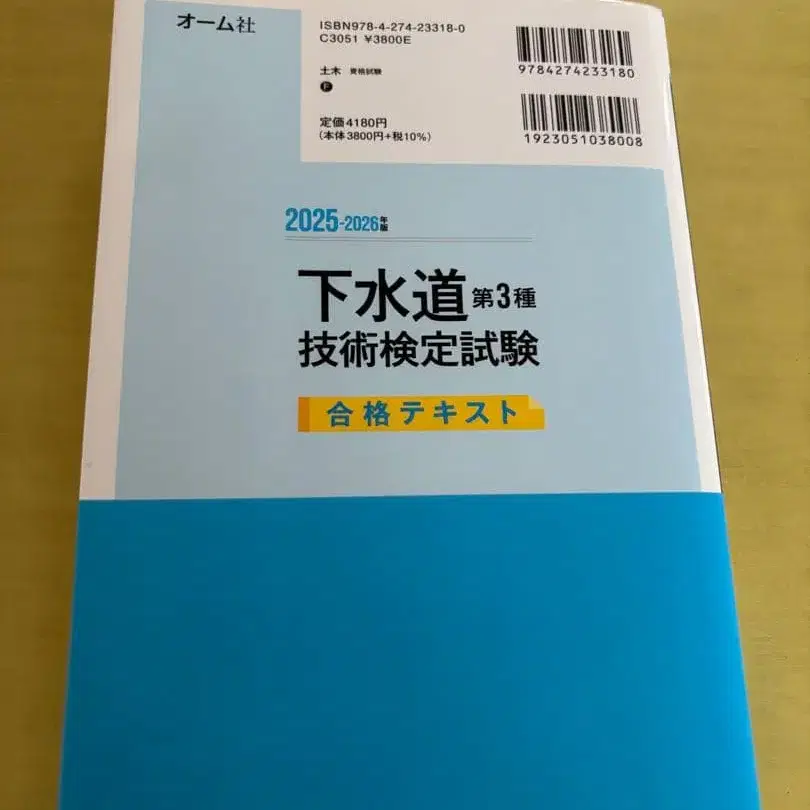 オーム社
ISBN978-4-274-23318-0
C3051 ¥3800E
土木 資格試験
F
定価4180円
(本体3800円+税10%)
9784274233180
1923051038008
2025-2026年版
下水道 第3種
技術検定試験
合格テキスト